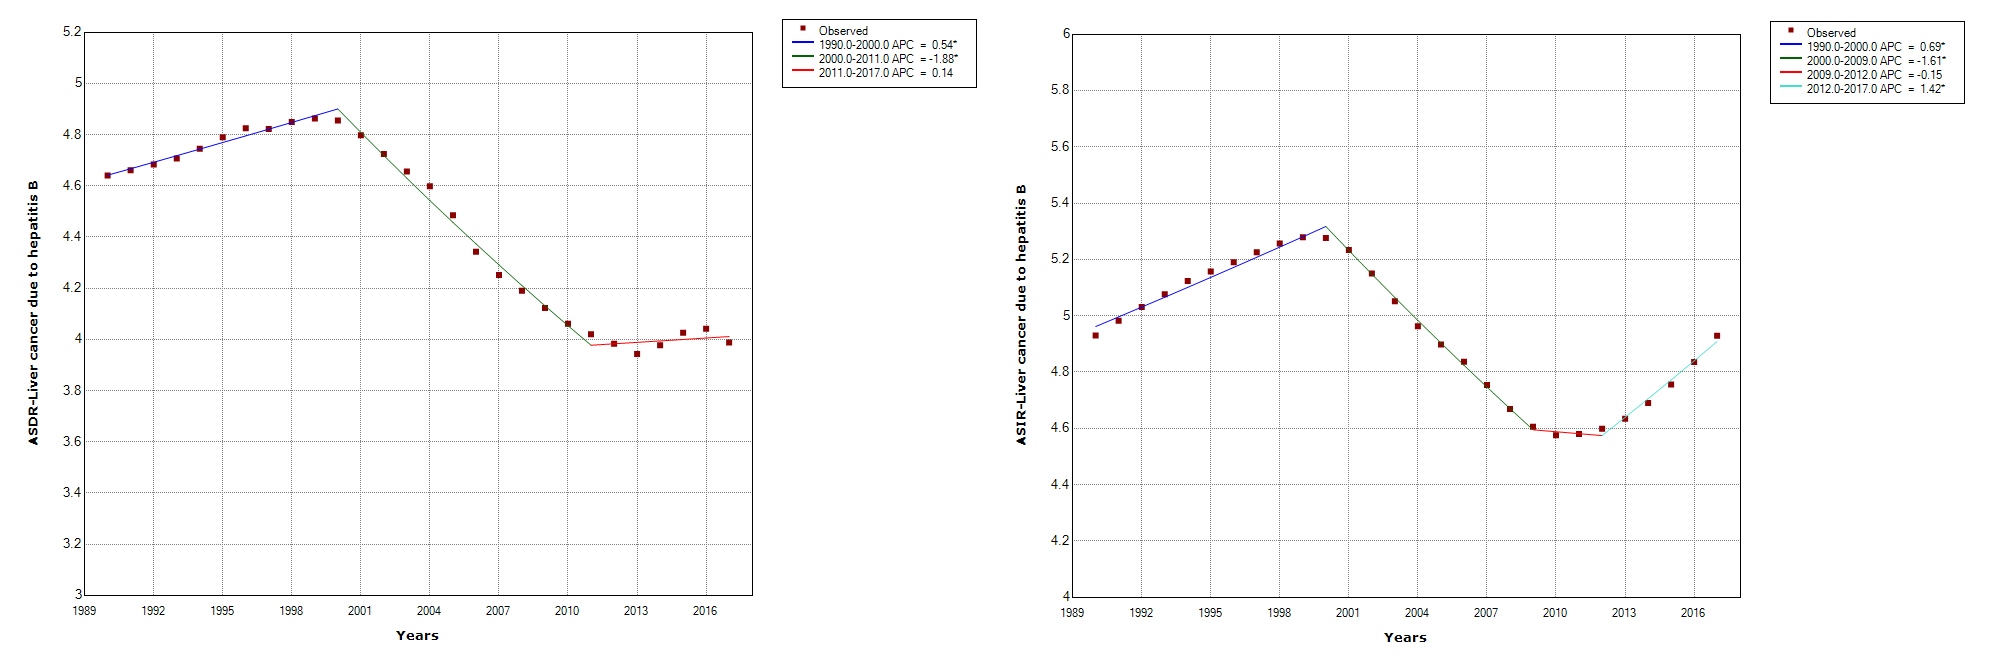 5.2
5
4.8
4.6
4.4
4.2
4
3.8
3.6
3.4
3.2
3
ASDR-Liver cancer due to hepatitis B
1989 1992 1995 1998 2001 2004 2007 2010 2013 2016
Years
Observed
1990.0-2000.0 APC = 0.54*
2000.0-2011.0 APC = -1.88*
2011.0-2017.0 APC = 0.14
6
5.8
5.6
5.4
5.2
5
4.8
4.6
4.4
4.2
4
ASIR-Liver cancer due to hepatitis B
1989 1992 1995 1998 2001 2004 2007 2010 2013 2016
Years
Observed
1990.0-2000.0 APC = 0.69*
2000.0-2009.0 APC = -1.61*
2009.0-2012.0 APC = -0.15
2012.0-2017.0 APC = 1.42*